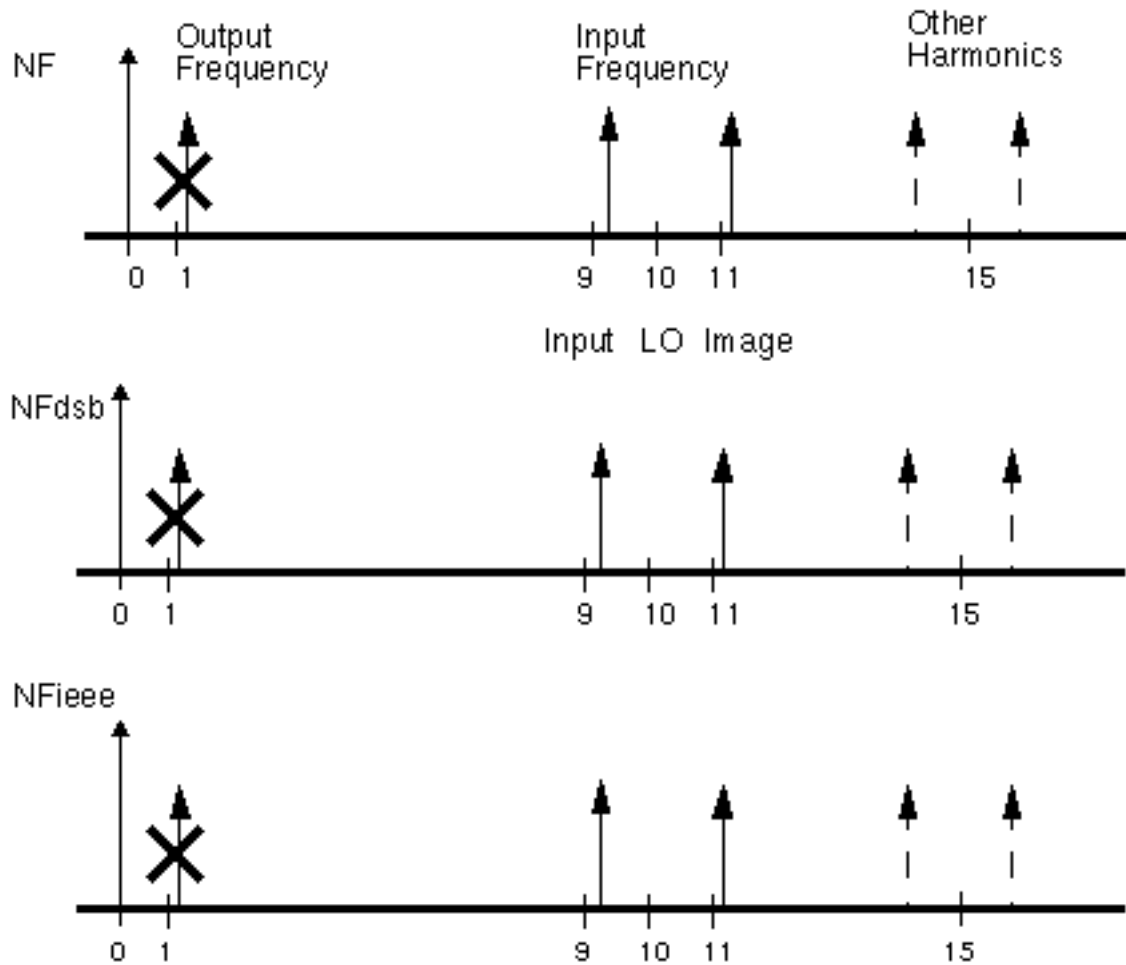 NF
Output
Frequency
Input
Frequency
Other
Harmonics
0 1 9 10 11 15
Input LO Image
NFdsb
0 1 9 10 11 15
NFieee
0 1 9 10 11 15